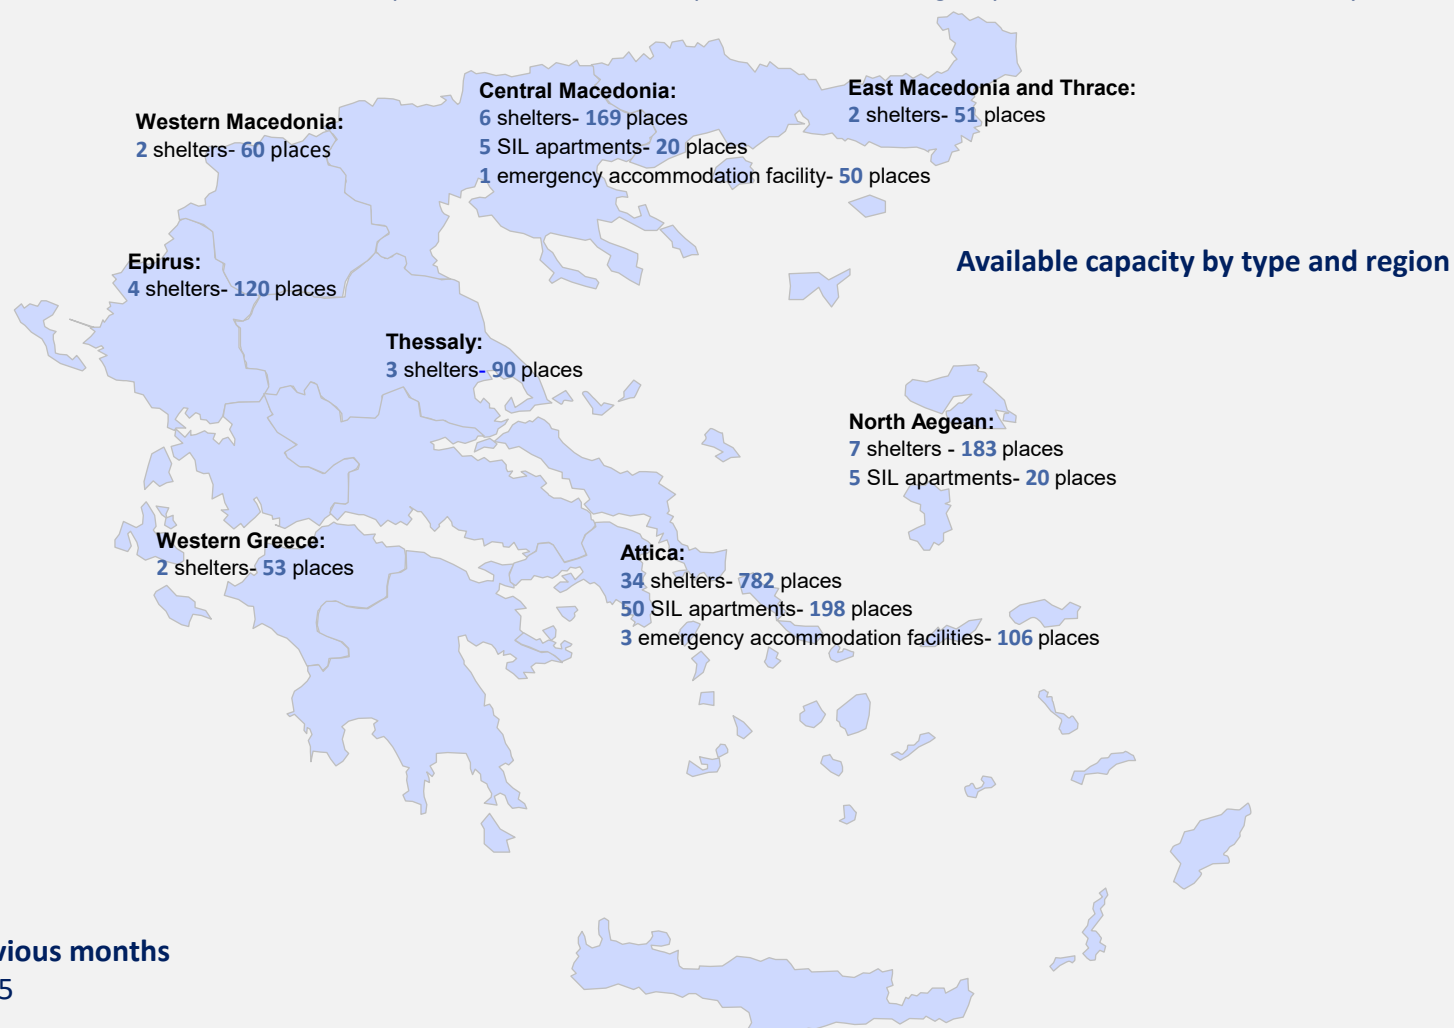 Central Macedonia:
6 shelters- 169 places
5 SIL apartments- 20 places
1 emergency accommodation facility- 50 places
East Macedonia and Thrace:
2 shelters- 51 places
Western Macedonia:
2 shelters- 60 places
Epirus:
4 shelters- 120 places
Available capacity by type and region
Thessaly:
3 shelters- 90 places
North Aegean:
7 shelters - 183 places
5 SIL apartments- 20 places
Western Greece:
2 shelters- 53 places
Attica:
34 shelters- 782 places
50 SIL apartments- 198 places
3 emergency accommodation facilities- 106 places
vious months
5